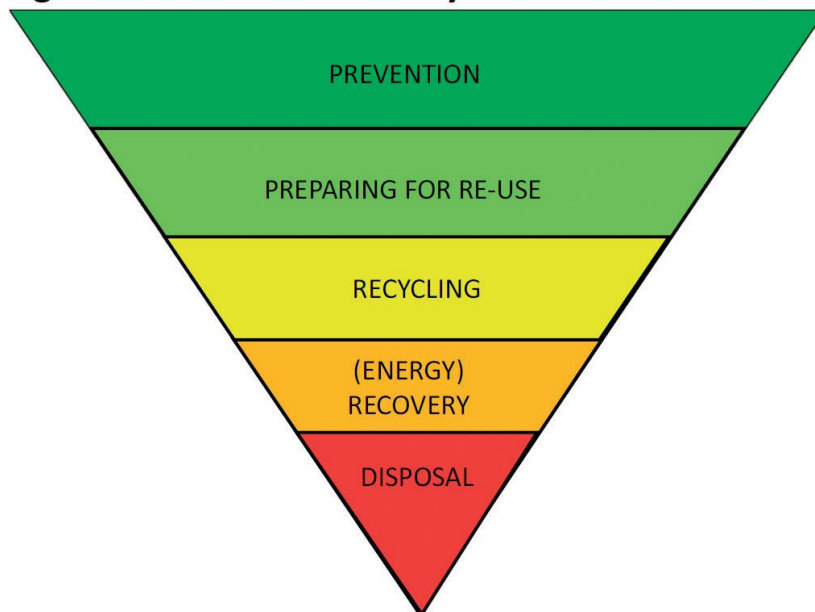 PREVENTION
PREPARING FOR RE-USE
RECYCLING
(ENERGY)
RECOVERY
DISPOSAL